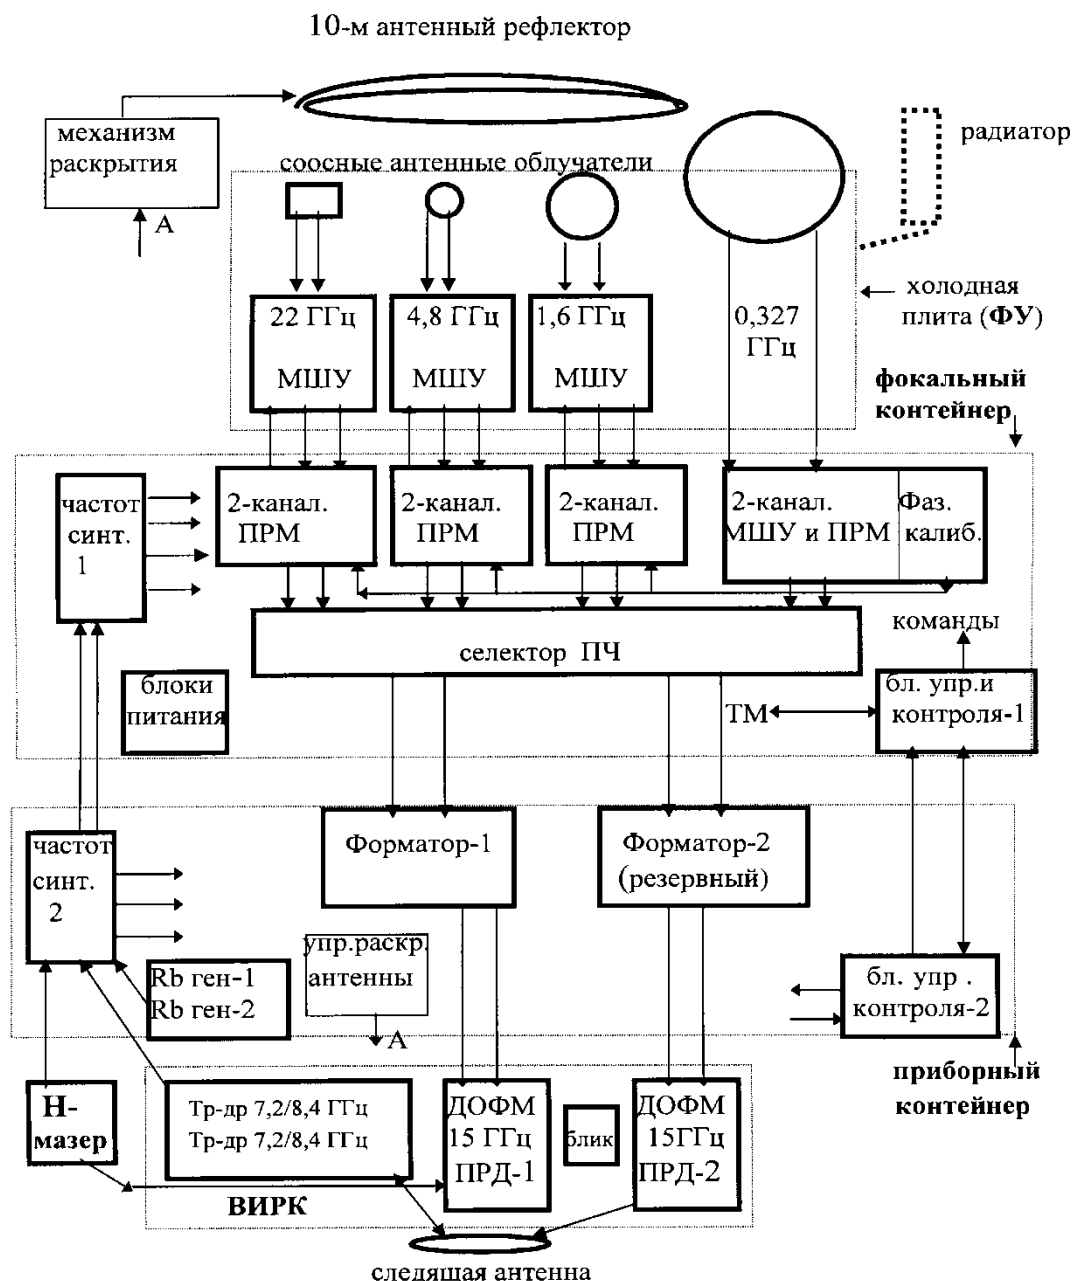 10-м антенный рефлектор
механизм
раскрытия
радиатор
соосные антенные облучатели
А
22 ГГц
МШУ
4,8 ГГц
МШУ
1,6 ГГц
МШУ
0,327
ГГц
холодная
плита (ФУ)
фокальный
контейнер
частот
синт.
1
2-канал.
ПРМ
2-канал.
ПРМ
2-канал.
ПРМ
2-канал.
МШУ и ПРМ
Фаз.
калиб.
команды
селектор ПЧ
блоки
питания
ТМ
бл. упр.и
контроля-1
частот
синт.
2
Форматор-1
Форматор-2
(резервный)
упр.раскр.
антенны
Rb ген-1
Rb ген-2
бл. упр .
контроля-2
А
приборный
контейнер
Н-
мазер
Тр-др 7,2/8,4 ГГц
Тр-др 7,2/8,4 ГГц
ДОФМ
15 ГГц
ПРД-1
блик
ДОФМ
15ГГц
ПРД-2
ВИРК
следящая антенна